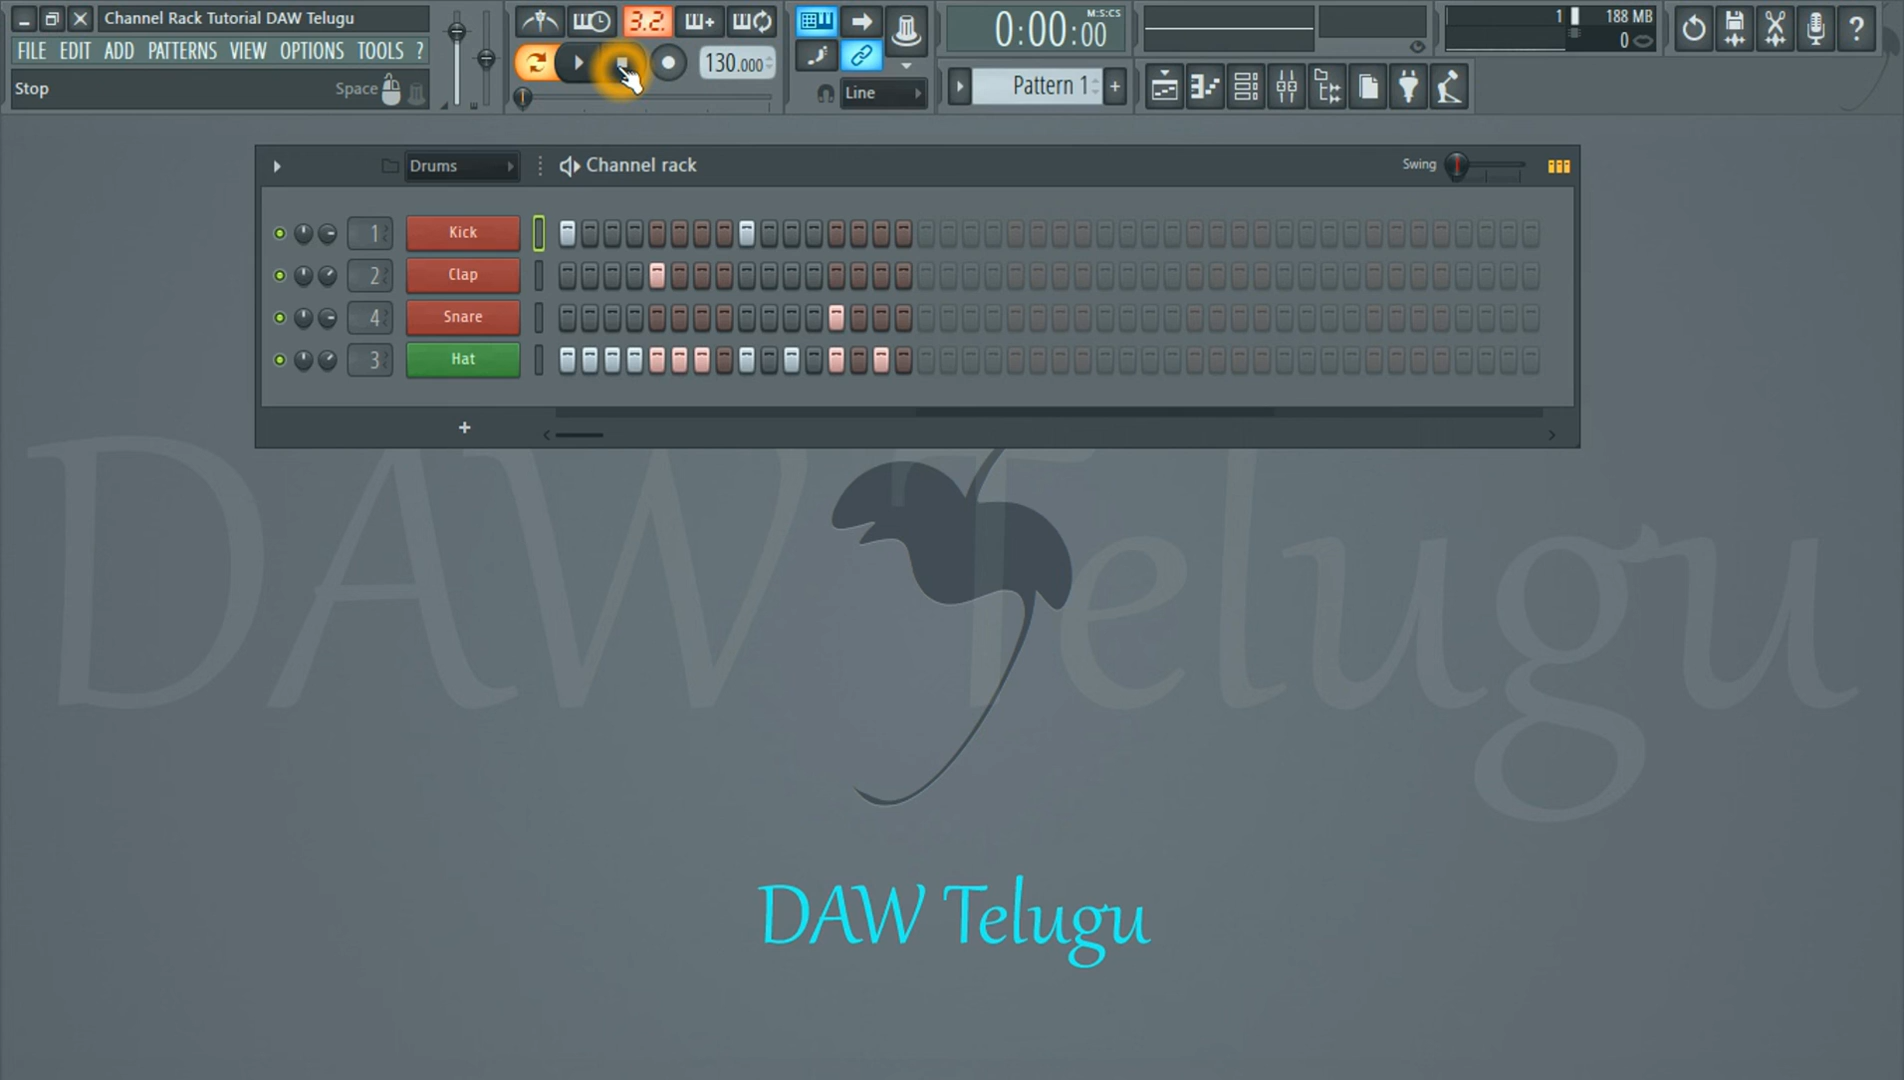 Channel Rack Tutorial DAW Telugu
FILE EDIT ADD PATTERNS VIEW OPTIONS TOOLS ?
Stop Space
3.2.
130.000
Line
0:00:00 M:S:CS
Pattern 1 +
1 188 MB
0
?
Drums Channel rack Swing
1 Kick
2 Clap
4 Snare
3 Hat
+
DAW Telugu
DAW Telugu